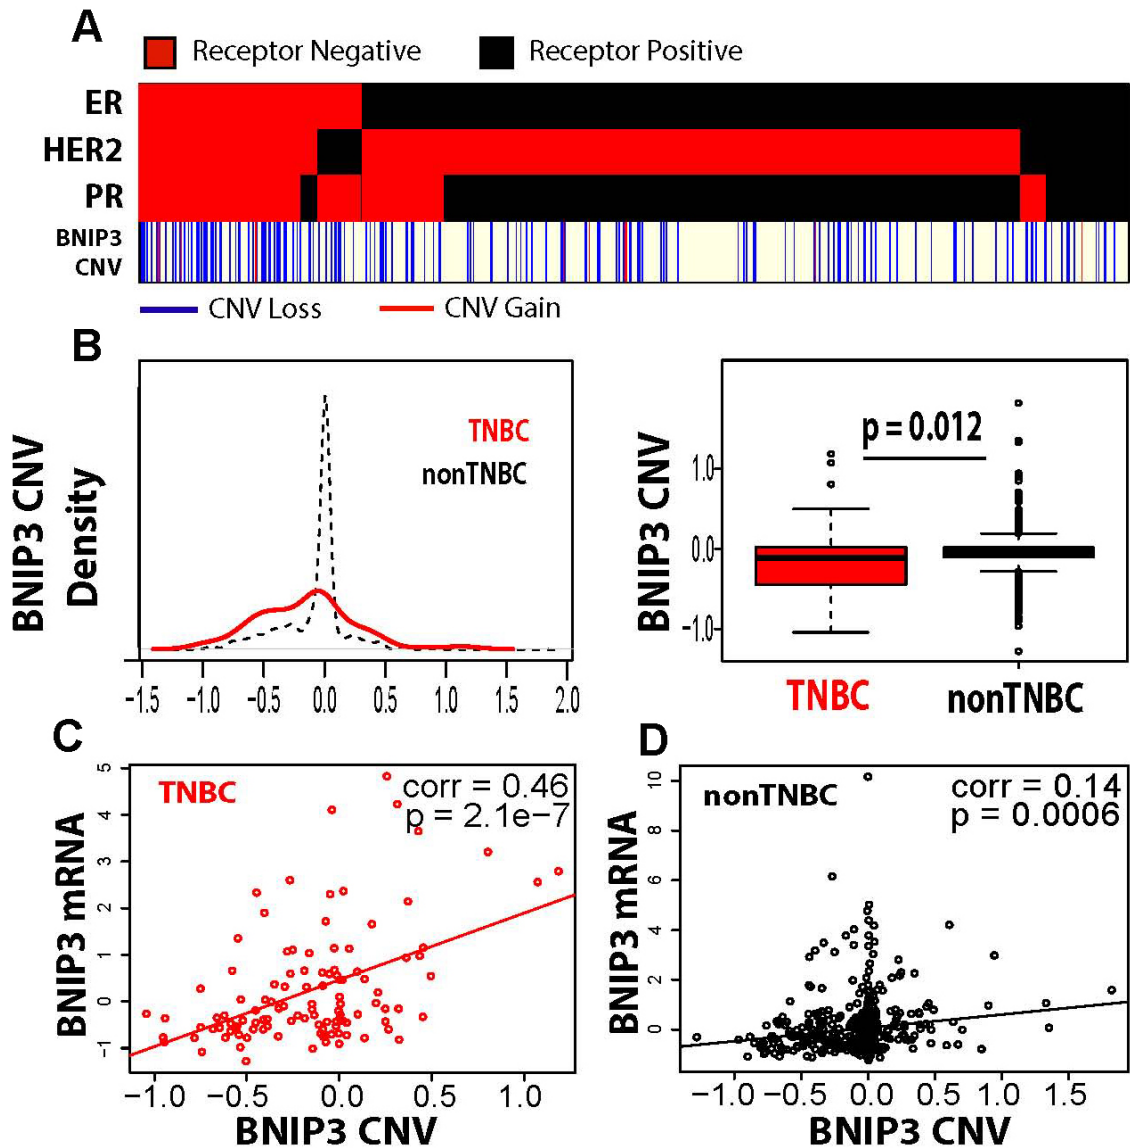 A
Receptor Negative Receptor Positive
ER
HER2
PR
BNIP3
CNV
CNV Loss CNV Gain
B
BNIP3 CNV
Density
TNBC
nonTNBC
−1.5 −1.0 −0.5 0.0 0.5 1.0 1.5 2.0
BNIP3 CNV
p = 0.012
1.0
0.0
−1.0
TNBC nonTNBC
C
TNBC
corr = 0.46
p = 2.1e−7
BNIP3 mRNA
5
4
3
2
1
0
−1
−1.0 −0.5 0.0 0.5 1.0
BNIP3 CNV
D
nonTNBC
corr = 0.14
p = 0.0006
BNIP3 mRNA
10
8
6
4
2
0
−1.0 −0.5 0.0 0.5 1.0 1.5
BNIP3 CNV